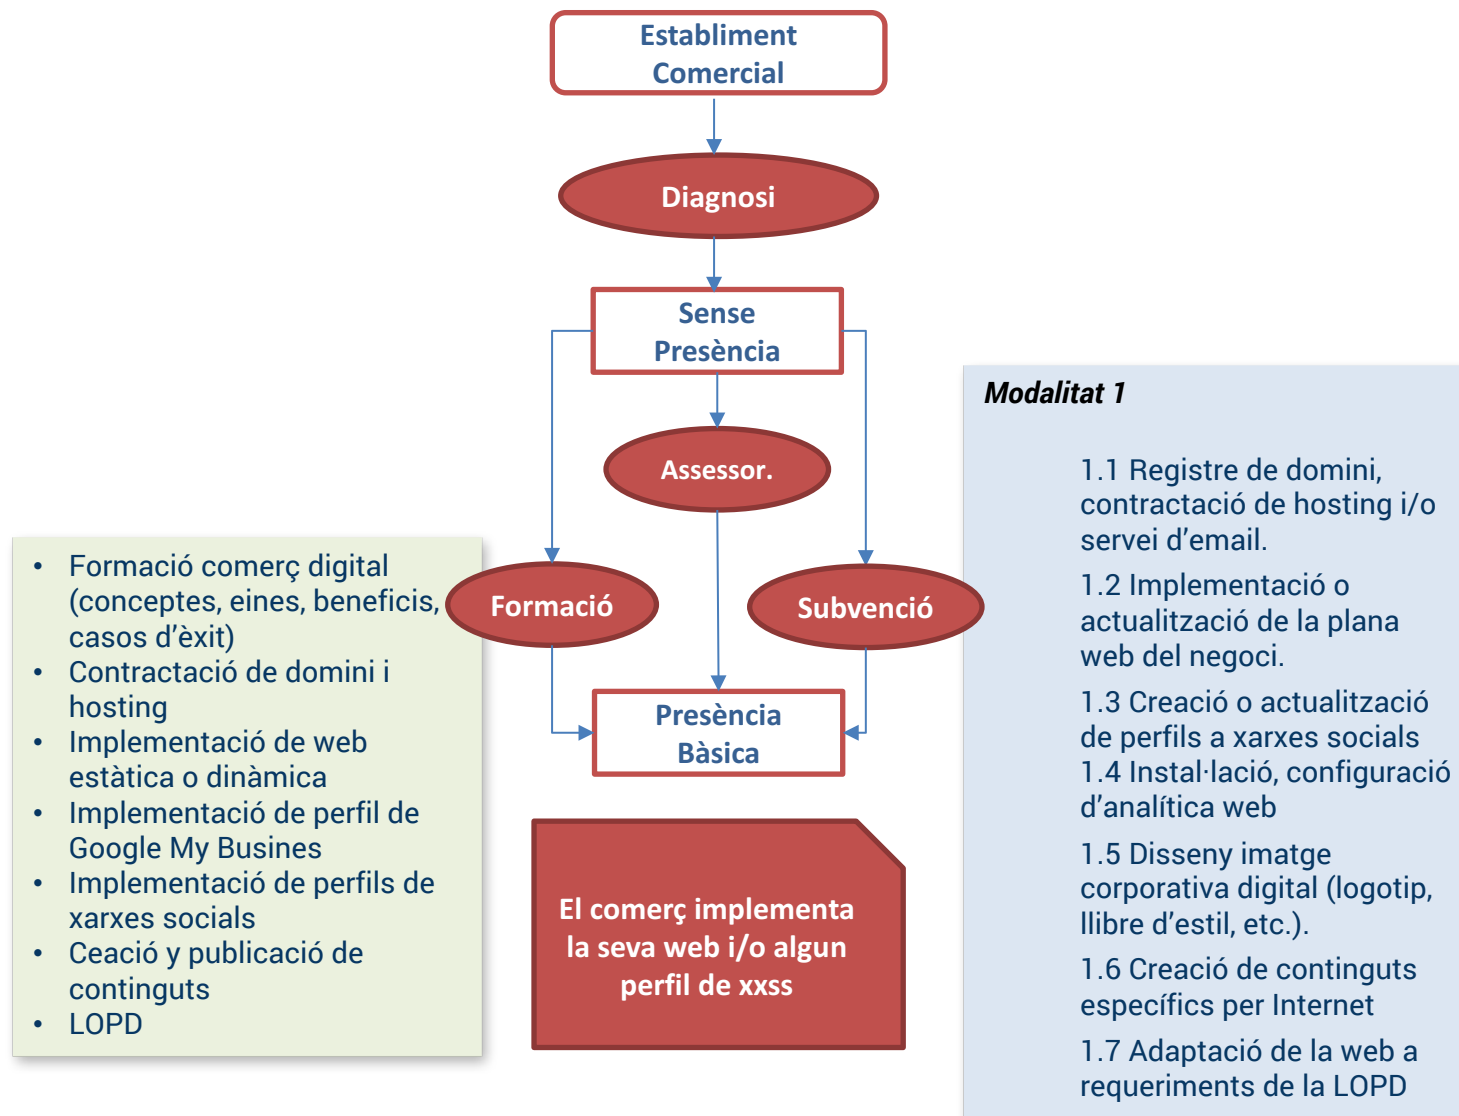 Establiment
Comercial
Diagnosi
Sense
Presència
Assessor.
Formació
Subvenció
Presència
Bàsica
El comerç implementa
la seva web i/o algun
perfil de xxss
• Formació comerç digital
(conceptes, eines, beneficis,
casos d’èxit)
• Contractació de domini i
hosting
• Implementació de web
estàtica o dinàmica
• Implementació de perfil de
Google My Busines
• Implementació de perfils de
xarxes socials
• Ceació y publicació de
continguts
• LOPD
Modalitat 1
1.1 Registre de domini,
contractació de hosting i/o
servei d’email.
1.2 Implementació o
actualització de la plana
web del negoci.
1.3 Creació o actualització
de perfils a xarxes socials
1.4 Instal·lació, configuració
d’analítica web
1.5 Disseny imatge
corporativa digital (logotip,
llibre d’estil, etc.).
1.6 Creació de continguts
específics per Internet
1.7 Adaptació de la web a
requeriments de la LOPD